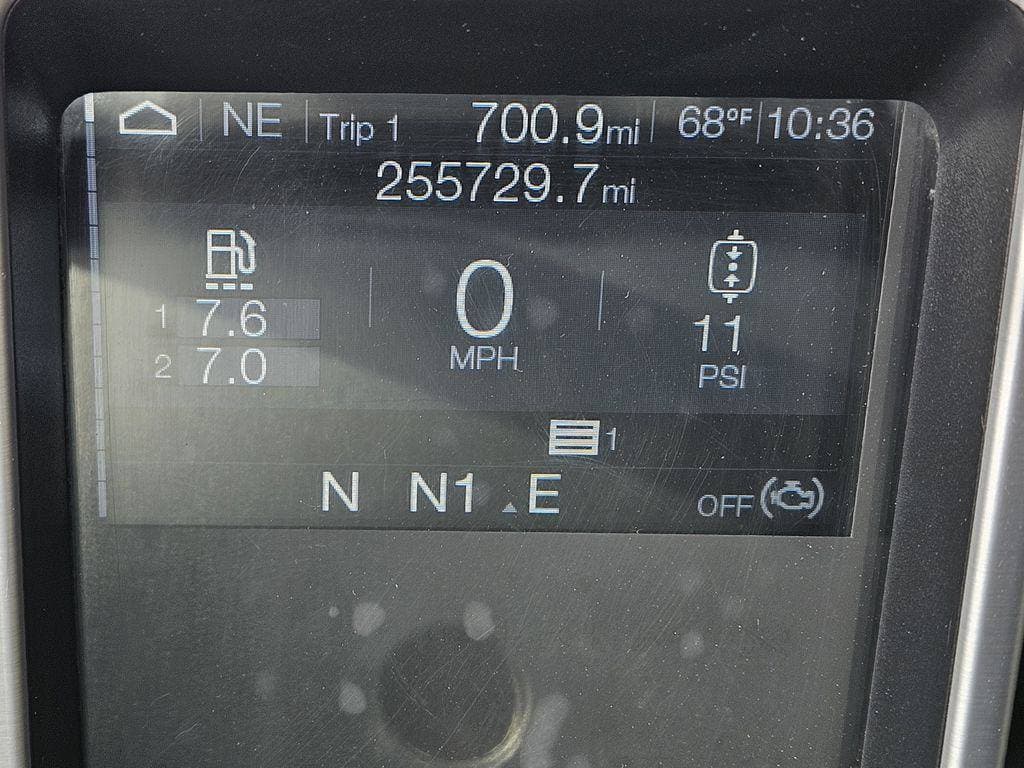 NE Trip 1 700.9mi 68°F 10:36
255729.7mi
1 7.6
2 7.0
0
MPH
11
PSI
1
N N1 E OFF